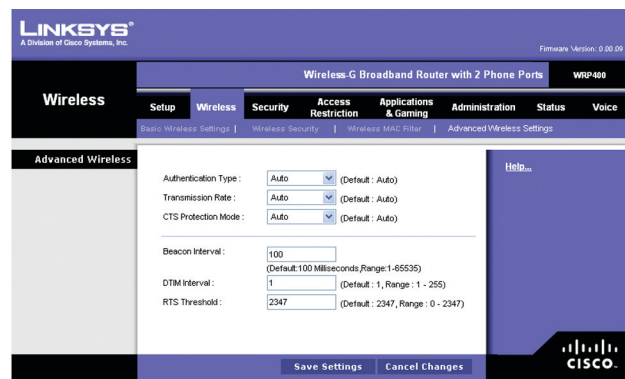 LINKSYS®
A Division of Cisco Systems, Inc.
Firmware Version: 0.00.09
Wireless-G Broadband Router with 2 Phone Ports WRP400
Wireless
Setup Wireless Security Access Restriction Applications & Gaming Administration Status Voice
Basic Wireless Settings | Wireless Security | Wireless MAC Filter | Advanced Wireless Settings
Advanced Wireless
Help...
Authentication Type : Auto (Default : Auto)
Transmission Rate : Auto (Default : Auto)
CTS Protection Mode : Auto (Default : Auto)
Beacon Interval : 100
(Default:100 Milliseconds,Range:1-65535)
DTIM Interval : 1 (Default : 1, Range : 1 - 255)
RTS Threshold : 2347 (Default : 2347, Range : 0 - 2347)
Save Settings Cancel Changes
CISCO